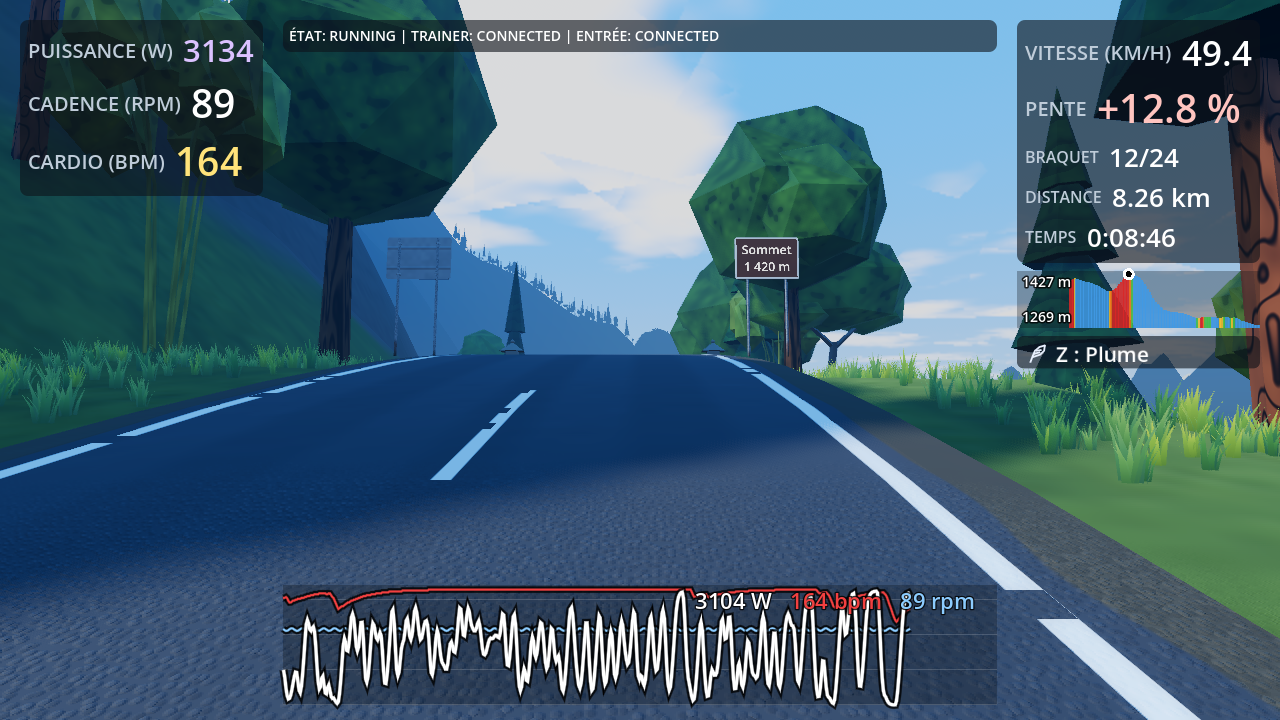 PUISSANCE (W) 3134
CADENCE (RPM) 89
CARDIO (BPM) 164
ÉTAT: RUNNING | TRAINER: CONNECTED | ENTRÉE: CONNECTED
VITESSE (KM/H) 49.4
PENTE +12.8 %
BRAQUET 12/24
DISTANCE 8.26 km
TEMPS 0:08:46
1427 m
1269 m
Z : Plume
Sommet
1 420 m
3104 W 164 bpm 89 rpm